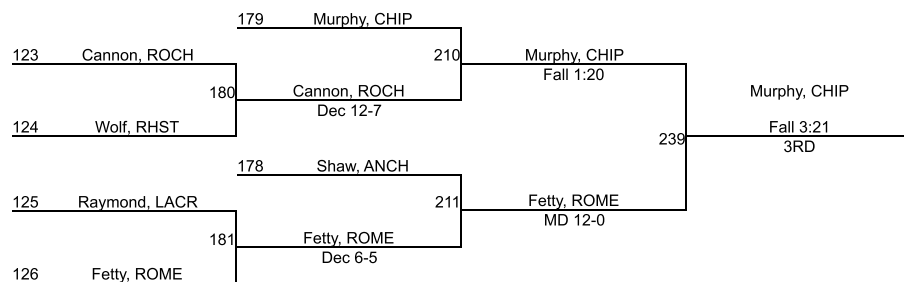 179 Murphy, CHIP
123 Cannon, ROCH
210 Murphy, CHIP
Fall 1:20
180 Cannon, ROCH
Dec 12-7
Murphy, CHIP
124 Wolf, RHST
239 Fall 3:21
3RD
178 Shaw, ANCH
125 Raymond, LACR
211 Fetty, ROME
MD 12-0
181 Fetty, ROME
Dec 6-5
126 Fetty, ROME